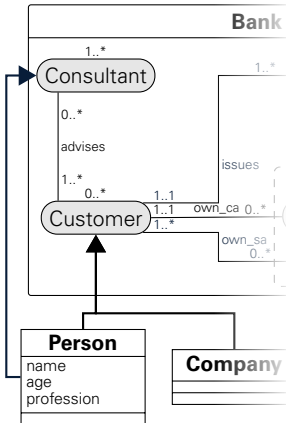 Bank
1..*
1..*
Consultant
0..*
advises
issues
1..*
0..*
1..1
1..1
own_ca 0..*
Customer
1..*
own_sa
0..*
Person
name
age
profession
Company